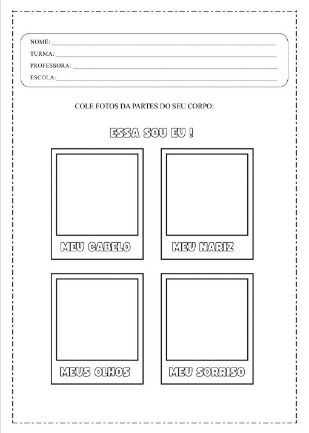 NOME:
TURMA:
PROFESSORA:
ESCOLA:
COLE FOTOS DA PARTES DO SEU CORPO:
ESSA SOU EU !
MEU CABELO
MEU NARIZ
MEUS OLHOS
MEU SORRISO